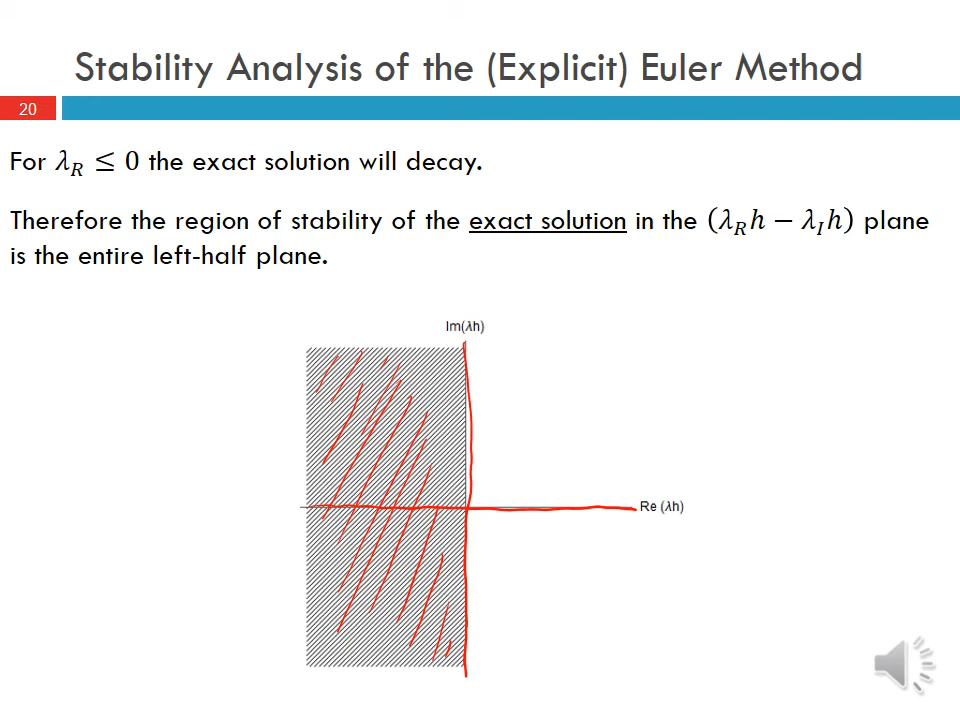 Stability Analysis of the (Explicit) Euler Method
20
For λ_R ≤ 0 the exact solution will decay.
Therefore the region of stability of the exact solution in the (λ_R h − λ_I h) plane
is the entire left-half plane.
Im(λh)
Re (λh)